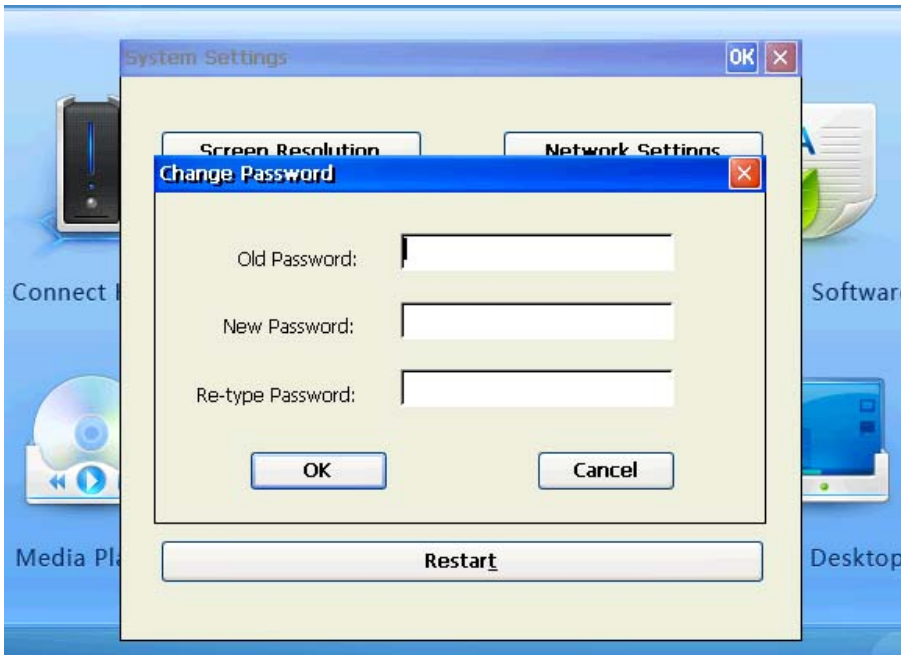 System Settings OK
Screen Resolution Network Settings
Change Password
Old Password:
New Password:
Re-type Password:
OK Cancel
Restart
A
Connect
Software
Media Pla
Desktop